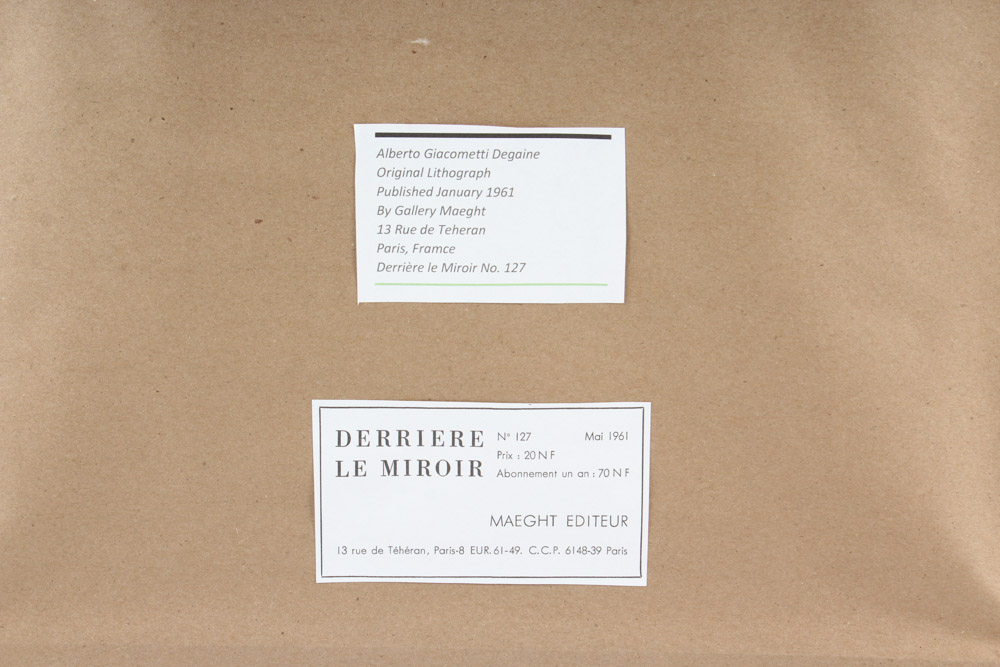 Alberto Giacometti Degaine
Original Lithograph
Published January 1961
By Gallery Maeght
13 Rue de Teheran
Paris, Framce
Derrière le Miroir No. 127
DERRIERE
LE MIROIR
N° 127 Mai 1961
Prix : 20 N F
Abonnement un an : 70 N F
MAEGHT EDITEUR
13 rue de Téhéran, Paris-8 EUR. 61-49. C.C.P. 6148-39 Paris